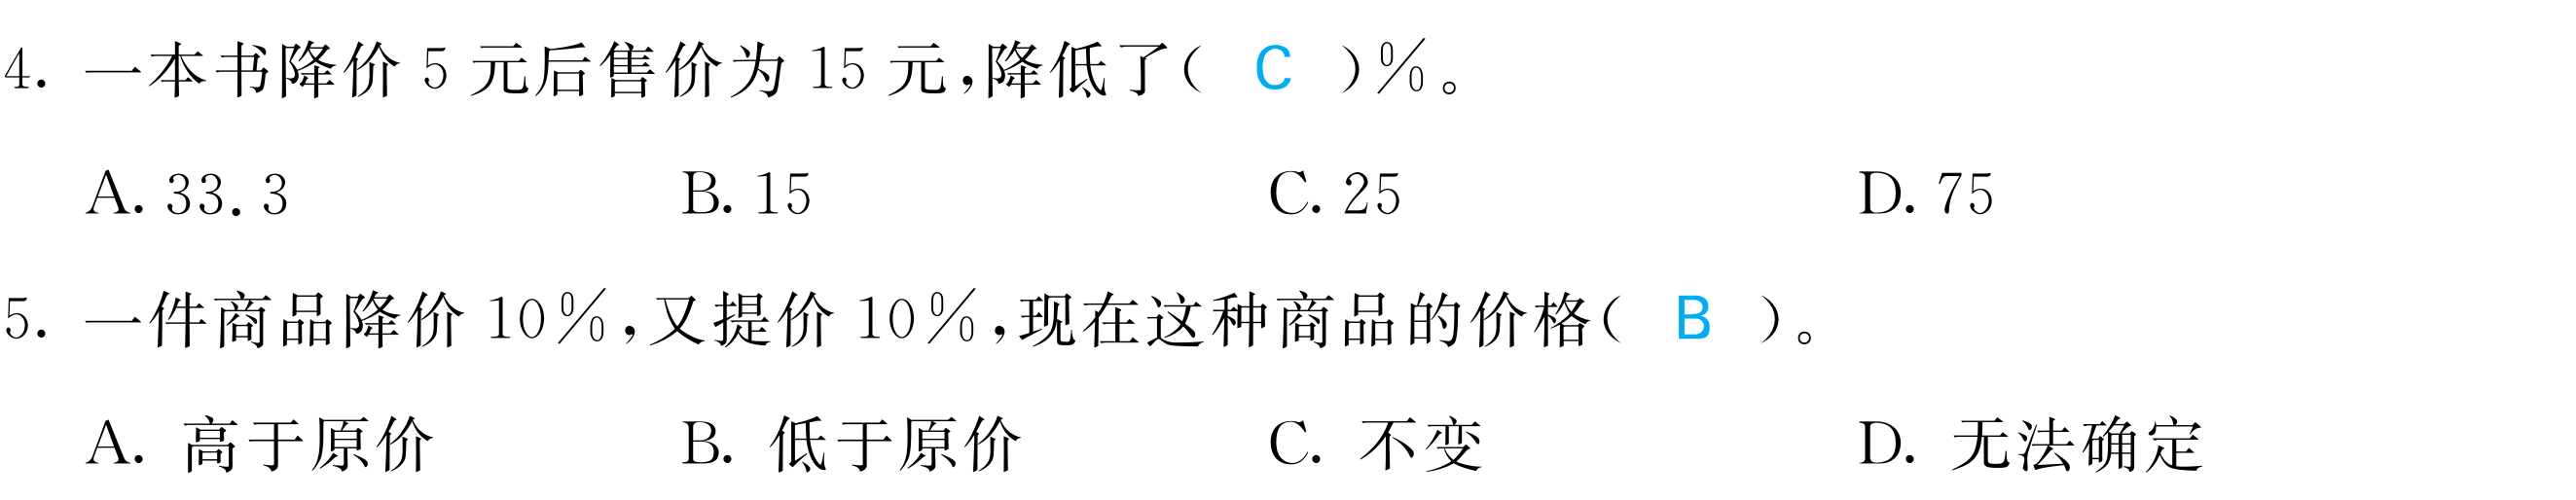 4. 一本书降价 5 元后售价为 15 元,降低了( C )%。
A. 33.3 B. 15 C. 25 D. 75
5. 一件商品降价 10%,又提价 10%,现在这种商品的价格( B )。
A. 高于原价 B. 低于原价 C. 不变 D. 无法确定